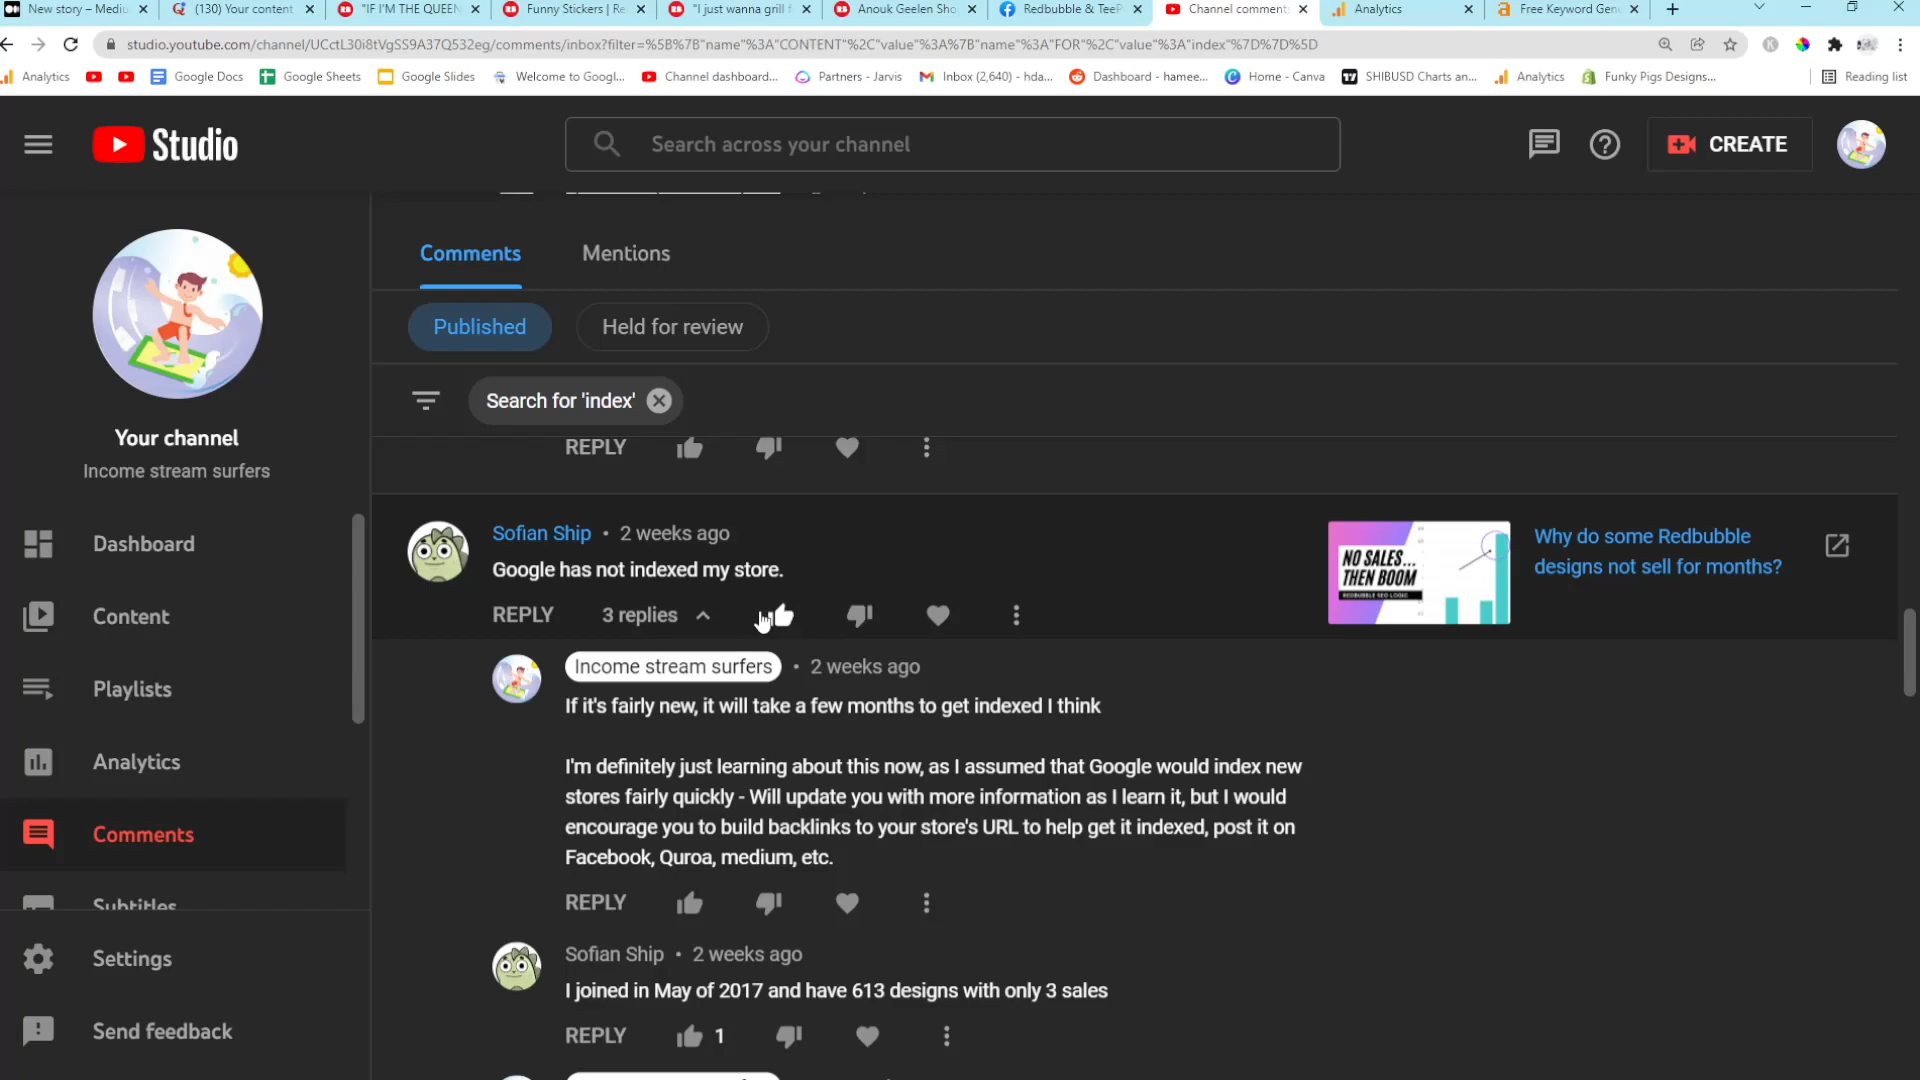 New story – Mediu
(130) Your content
"IF I'M THE QUEEN
Funny Stickers | Re
"I just wanna grill f
Anouk Geelen Sho
Redbubble & TeeP
Channel comment
Analytics
Free Keyword Gen
studio.youtube.com/channel/UCctL30i8tVgSS9A37Q532eg/comments/inbox?filter=%5B%7B"name"%3A"CONTENT"%2C"value"%3A%7B"name"%3A"FOR"%2C"value"%3A"index"%7D%7D%5D
Analytics
Google Docs
Google Sheets
Google Slides
Welcome to Googl...
Channel dashboard...
Partners - Jarvis
Inbox (2,640) - hda...
Dashboard - hamee...
Home - Canva
SHIBUSD Charts an...
Analytics
Funky Pigs Designs...
Reading list
Studio
Search across your channel
CREATE
Your channel
Income stream surfers
Dashboard
Content
Playlists
Analytics
Comments
Subtitles
Settings
Send feedback
Comments
Mentions
Published
Held for review
Search for 'index'
REPLY
Sofian Ship • 2 weeks ago
Google has not indexed my store.
REPLY
3 replies
NO SALES...
THEN BOOM
REDBUBBLE SEO LOGIC
Why do some Redbubble
designs not sell for months?
Income stream surfers • 2 weeks ago
If it's fairly new, it will take a few months to get indexed I think
I'm definitely just learning about this now, as I assumed that Google would index new
stores fairly quickly - Will update you with more information as I learn it, but I would
encourage you to build backlinks to your store's URL to help get it indexed, post it on
Facebook, Quroa, medium, etc.
REPLY
Sofian Ship • 2 weeks ago
I joined in May of 2017 and have 613 designs with only 3 sales
REPLY
1